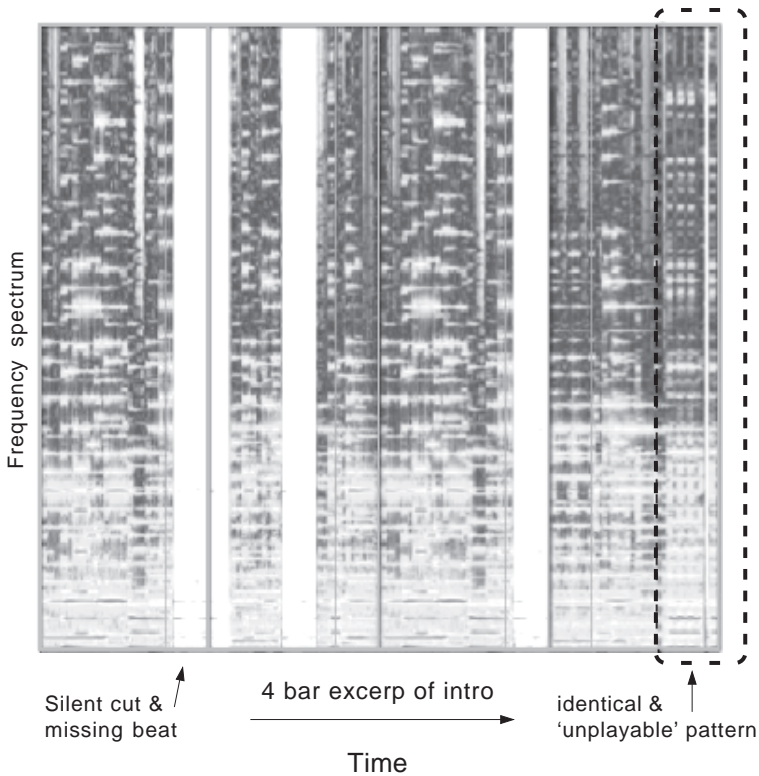 Frequency spectrum
Silent cut &
missing beat
4 bar excerp of intro
identical &
‘unplayable’ pattern
Time